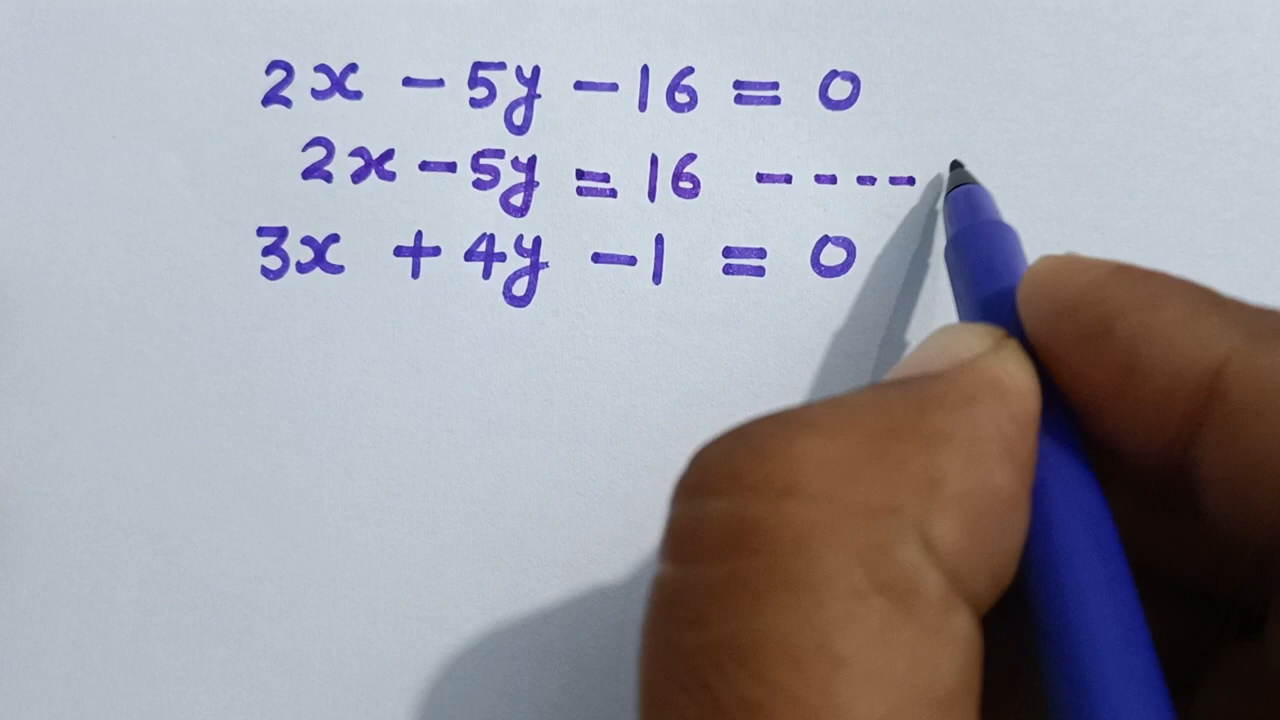 2x - 5y - 16 = 0
2x - 5y = 16 ----
3x + 4y - 1 = 0